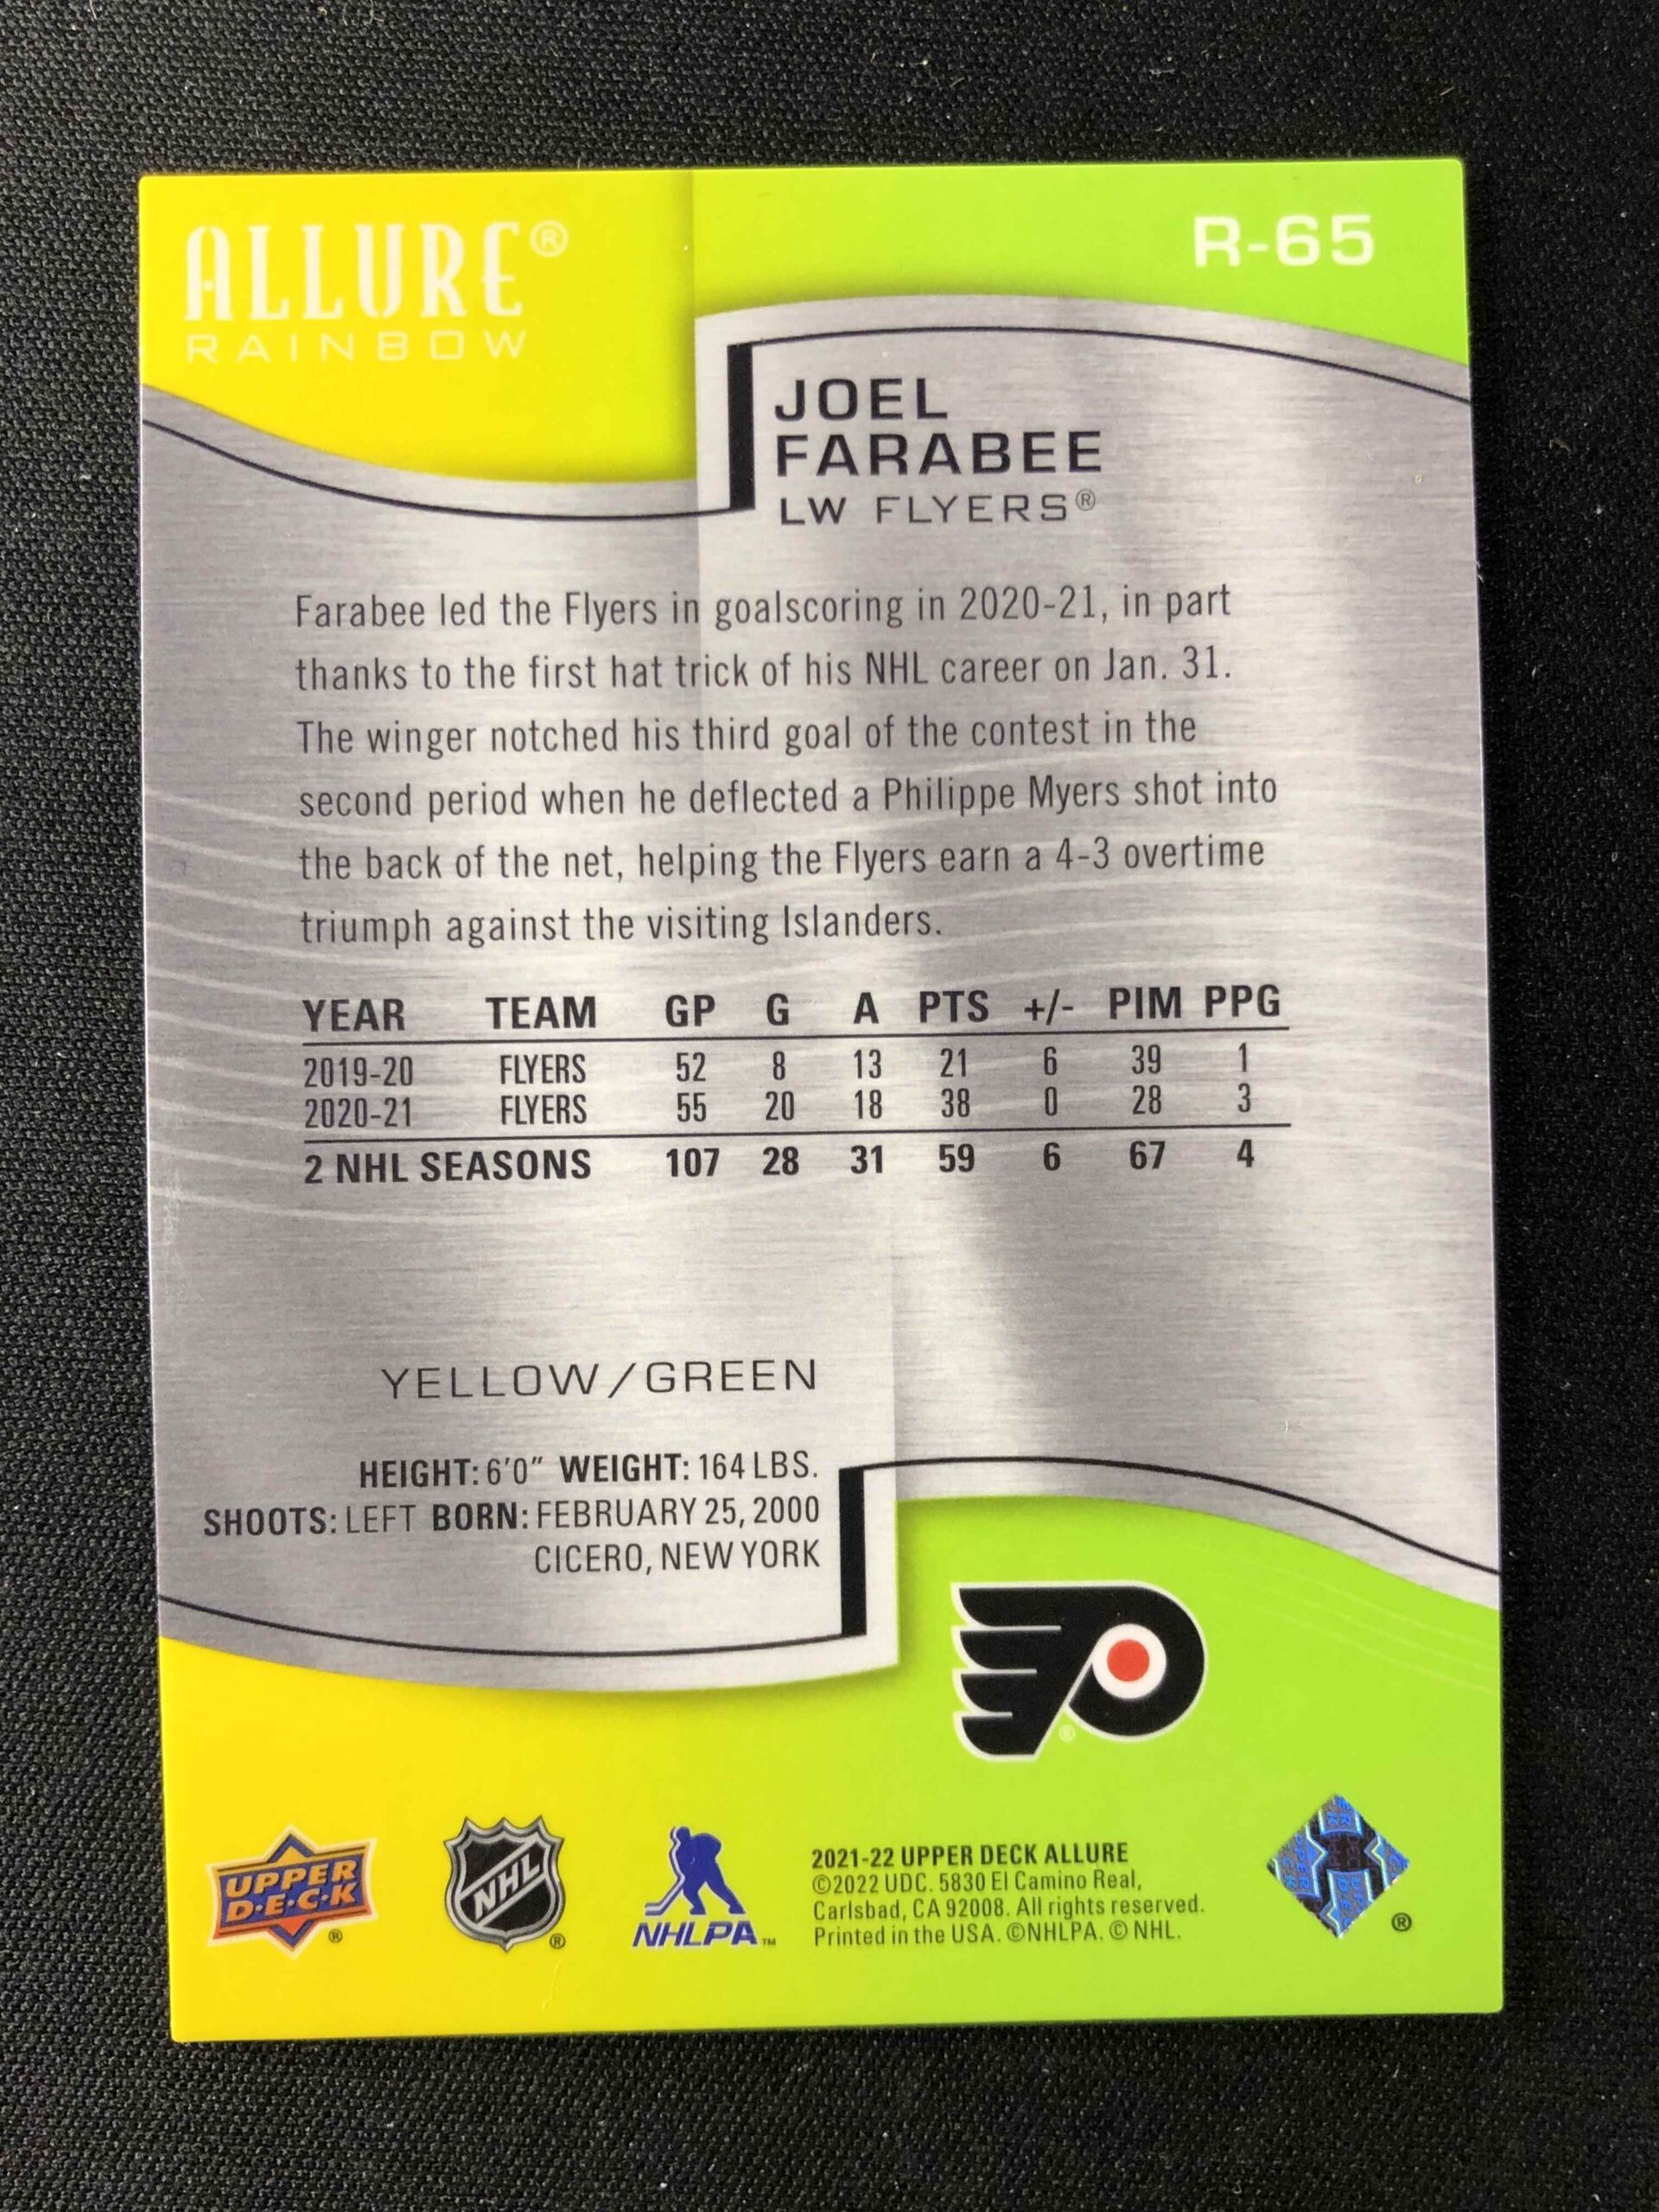 ALLURE®
RAINBOW
R-65
JOEL
FARABEE
LW FLYERS®
Farabee led the Flyers in goalscoring in 2020-21, in part
thanks to the first hat trick of his NHL career on Jan. 31.
The winger notched his third goal of the contest in the
second period when he deflected a Philippe Myers shot into
the back of the net, helping the Flyers earn a 4-3 overtime
triumph against the visiting Islanders.
YEAR TEAM GP G A PTS +/- PIM PPG
2019-20 FLYERS 52 8 13 21 6 39 1
2020-21 FLYERS 55 20 18 38 0 28 3
2 NHL SEASONS 107 28 31 59 6 67 4
YELLOW/GREEN
HEIGHT: 6'0" WEIGHT: 164 LBS.
SHOOTS: LEFT BORN: FEBRUARY 25, 2000
CICERO, NEW YORK
®
UPPER
D·E·C·K
®
NHL
®
NHLPA™
2021-22 UPPER DECK ALLURE
©2022 UDC. 5830 El Camino Real,
Carlsbad, CA 92008. All rights reserved.
Printed in the USA. ©NHLPA. © NHL.
®